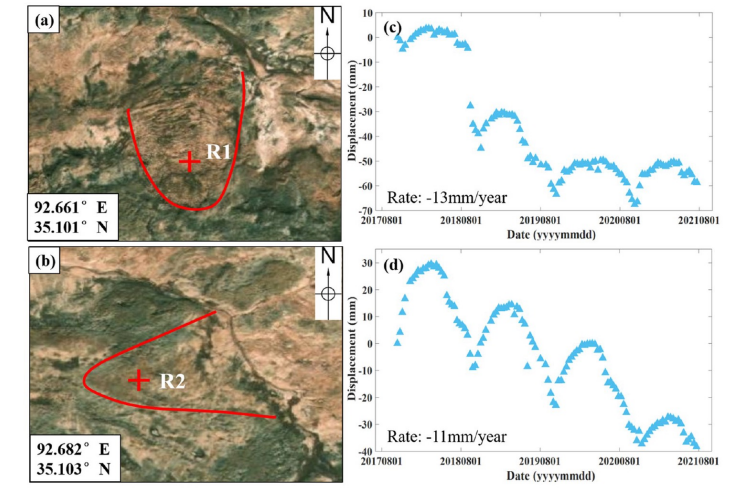 (a)
N
R1
92.661° E
35.101° N
(b)
N
R2
92.682° E
35.103° N
(c)
Displacement (mm)
10
0
-10
-20
-30
-40
-50
-60
-70
Rate: -13mm/year
20170801 20180801 20190801 20200801 20210801
Date (yyyymmdd)
(d)
Displacement (mm)
30
20
10
0
-10
-20
-30
-40
Rate: -11mm/year
20170801 20180801 20190801 20200801 20210801
Date (yyyymmdd)